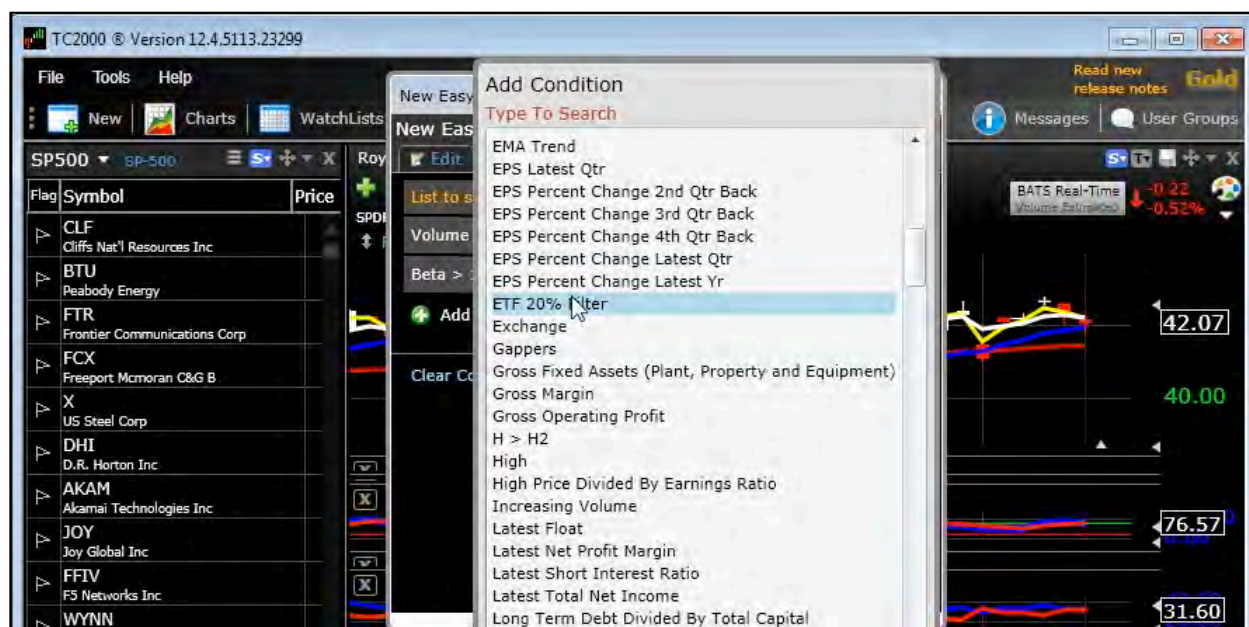 TC2000 ® Version 12.4.5113.23299
File Tools Help
Read new
release notes
Gold
New Charts WatchLists
Messages User Groups
SP500 SP-500
Roy
Flag Symbol Price
CLF
Cliffs Nat'l Resources Inc
BTU
Peabody Energy
FTR
Frontier Communications Corp
FCX
Freeport Mcmoran C&G B
X
US Steel Corp
DHI
D.R. Horton Inc
AKAM
Akamai Technologies Inc
JOY
Joy Global Inc
FFIV
F5 Networks Inc
WYNN
SPDR
New Easy
New Eas
Edit
List to s
Volume
Beta >
Add
Clear Co
Add Condition
Type To Search
EMA Trend
EPS Latest Qtr
EPS Percent Change 2nd Qtr Back
EPS Percent Change 3rd Qtr Back
EPS Percent Change 4th Qtr Back
EPS Percent Change Latest Qtr
EPS Percent Change Latest Yr
ETF 20% Filter
Exchange
Gappers
Gross Fixed Assets (Plant, Property and Equipment)
Gross Margin
Gross Operating Profit
H > H2
High
High Price Divided By Earnings Ratio
Increasing Volume
Latest Float
Latest Net Profit Margin
Latest Short Interest Ratio
Latest Total Net Income
Long Term Debt Divided By Total Capital
BATS Real-Time
Volume Estimated
-0.22
-0.52%
42.07
40.00
76.57
31.60